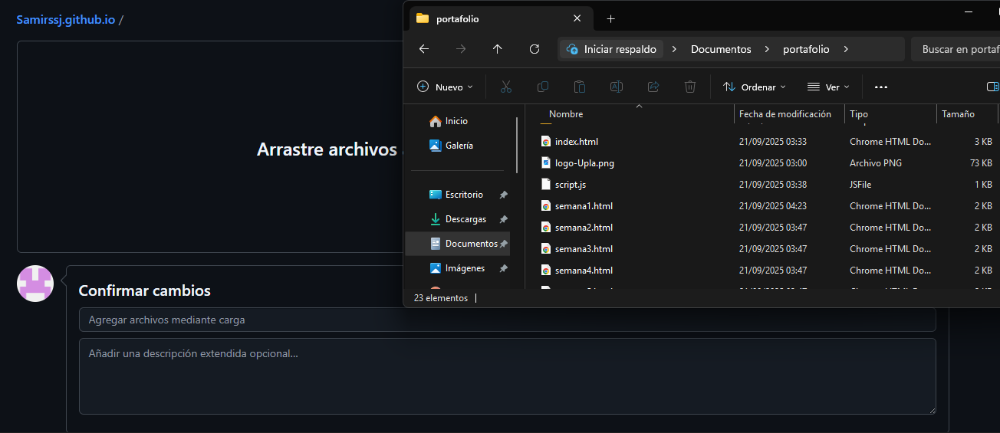 Samirssj.github.io /
Arrastre archivos
Confirmar cambios
Agregar archivos mediante carga
Añadir una descripción extendida opcional...
portafolio
Iniciar respaldo > Documentos > portafolio >
Buscar en portaf
Nuevo
Ordenar
Ver
Inicio
Galería
Escritorio
Descargas
Documentos
Imágenes
Nombre Fecha de modificación Tipo Tamaño
index.html 21/09/2025 03:33 Chrome HTML Do... 3 KB
logo-Upla.png 21/09/2025 03:00 Archivo PNG 73 KB
script.js 21/09/2025 03:38 JSFile 1 KB
semana1.html 21/09/2025 04:23 Chrome HTML Do... 2 KB
semana2.html 21/09/2025 03:47 Chrome HTML Do... 2 KB
semana3.html 21/09/2025 03:47 Chrome HTML Do... 2 KB
semana4.html 21/09/2025 03:47 Chrome HTML Do... 2 KB
23 elementos